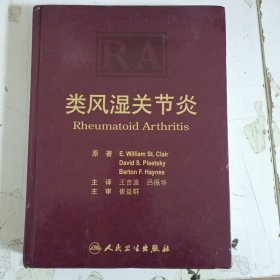 RA
类风湿关节炎
Rheumatoid Arthritis
原 著 E. William St. Clair
David S. Pisetsky
Barton F. Haynes
主 译 王吉波 吕振华
主 审 崔益群
人民卫生出版社